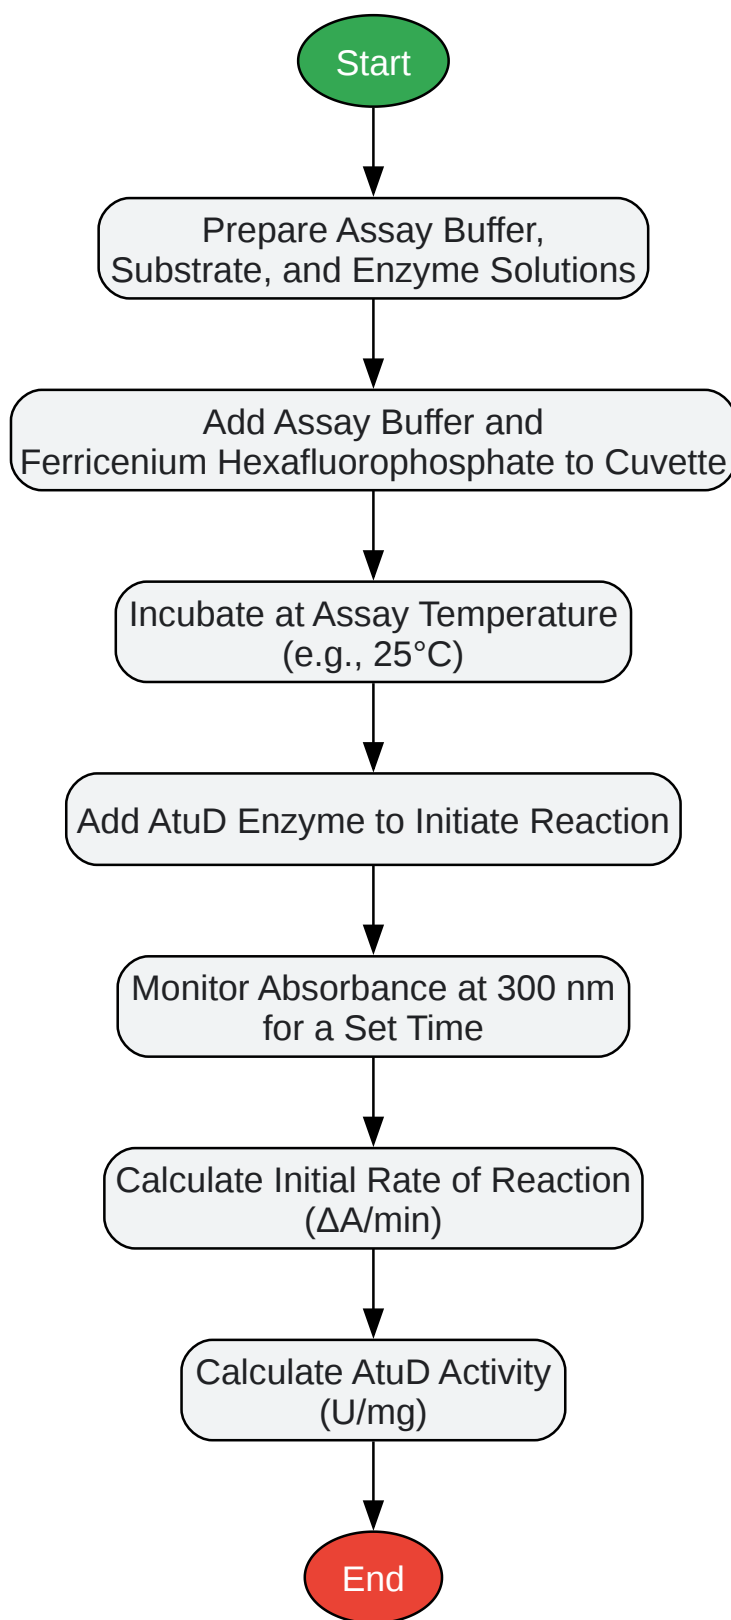 Start
Prepare Assay Buffer,
Substrate, and Enzyme Solutions
Add Assay Buffer and
Ferricenium Hexafluorophosphate to Cuvette
Incubate at Assay Temperature
(e.g., 25°C)
Add AtuD Enzyme to Initiate Reaction
Monitor Absorbance at 300 nm
for a Set Time
Calculate Initial Rate of Reaction
(ΔA/min)
Calculate AtuD Activity
(U/mg)
End